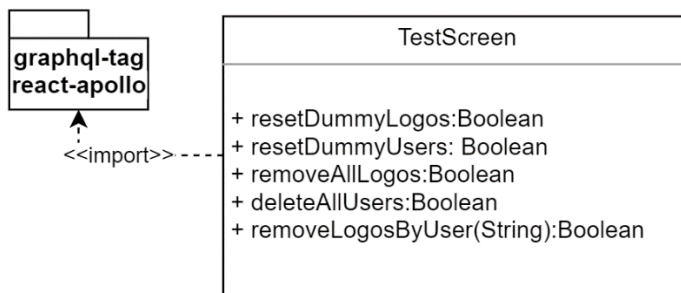 graphql-tag
react-apollo
<<import>>
TestScreen
+ resetDummyLogos:Boolean
+ resetDummyUsers: Boolean
+ removeAllLogos:Boolean
+ deleteAllUsers:Boolean
+ removeLogosByUser(String):Boolean